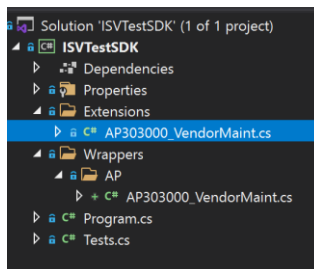 Solution 'ISVTestSDK' (1 of 1 project)
C# ISVTestSDK
Dependencies
Properties
Extensions
C# AP303000_VendorMaint.cs
Wrappers
AP
+ C# AP303000_VendorMaint.cs
C# Program.cs
C# Tests.cs